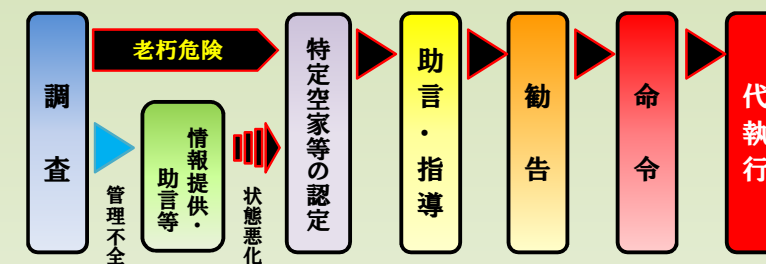 調査
老朽危険
管理不全
情報提供・
助言等
状態悪化
特定空家等の認定
助言・指導
勧告
命令
代執行